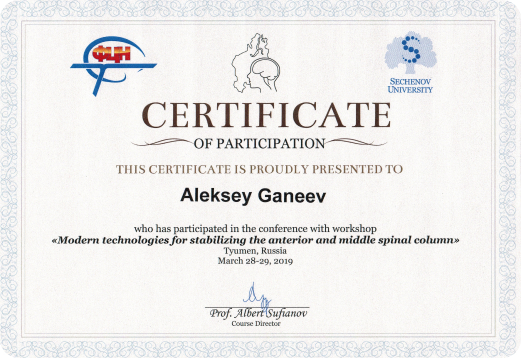 ФЦН
SECHENOV
UNIVERSITY
CERTIFICATE
OF PARTICIPATION
THIS CERTIFICATE IS PROUDLY PRESENTED TO
Aleksey Ganeev
who has participated in the conference with workshop
«Modern technologies for stabilizing the anterior and middle spinal column»
Tyumen, Russia
March 28-29, 2019
Prof. Albert Sufianov
Course Director